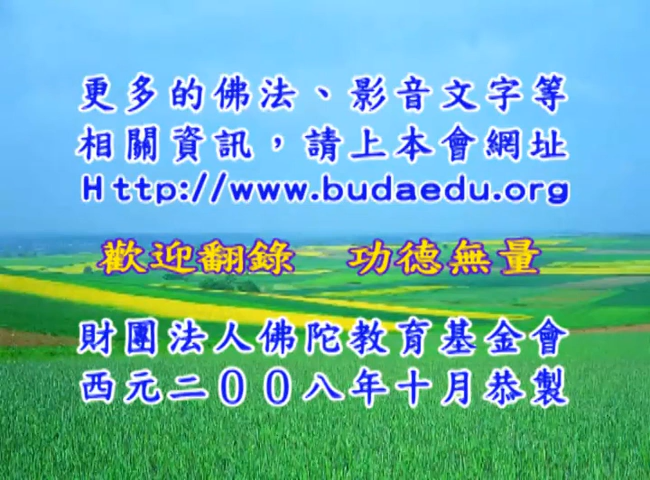 更多的佛法、影音文字等
相關資訊，請上本會網址
Http://www.budaedu.org
歡迎翻錄　功德無量
財團法人佛陀教育基金會
西元二００八年十月恭製